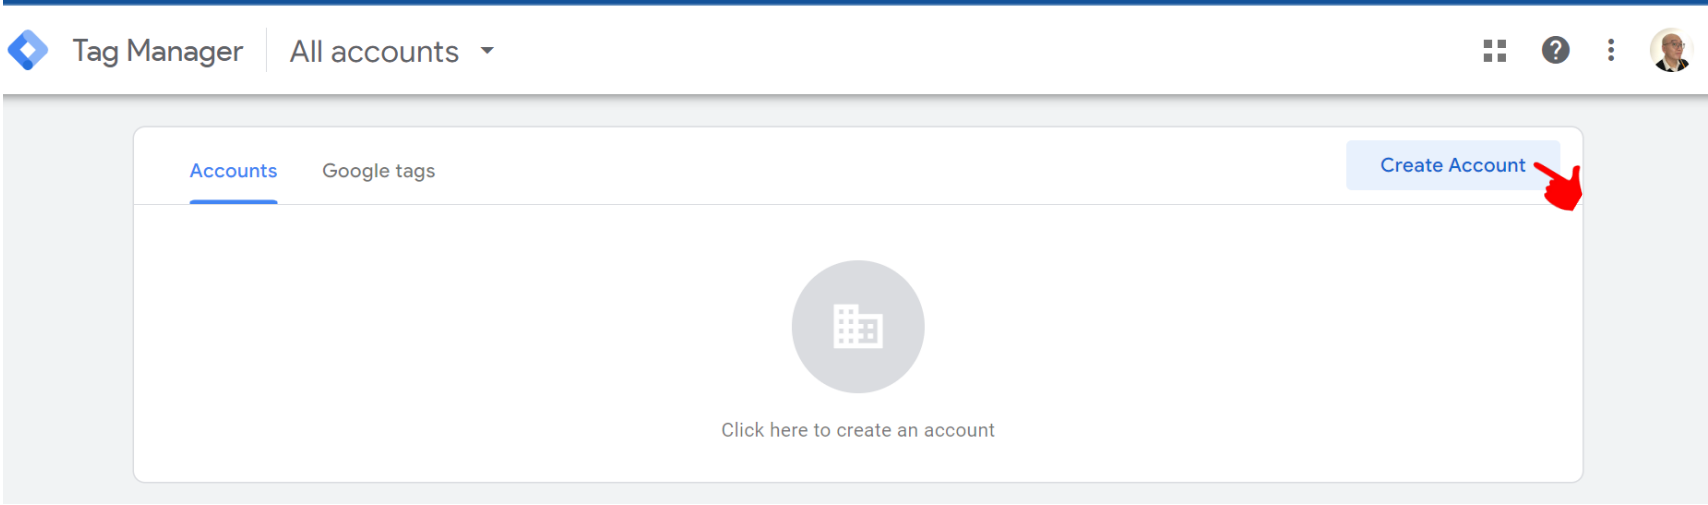 Tag Manager All accounts
Accounts Google tags Create Account
Click here to create an account